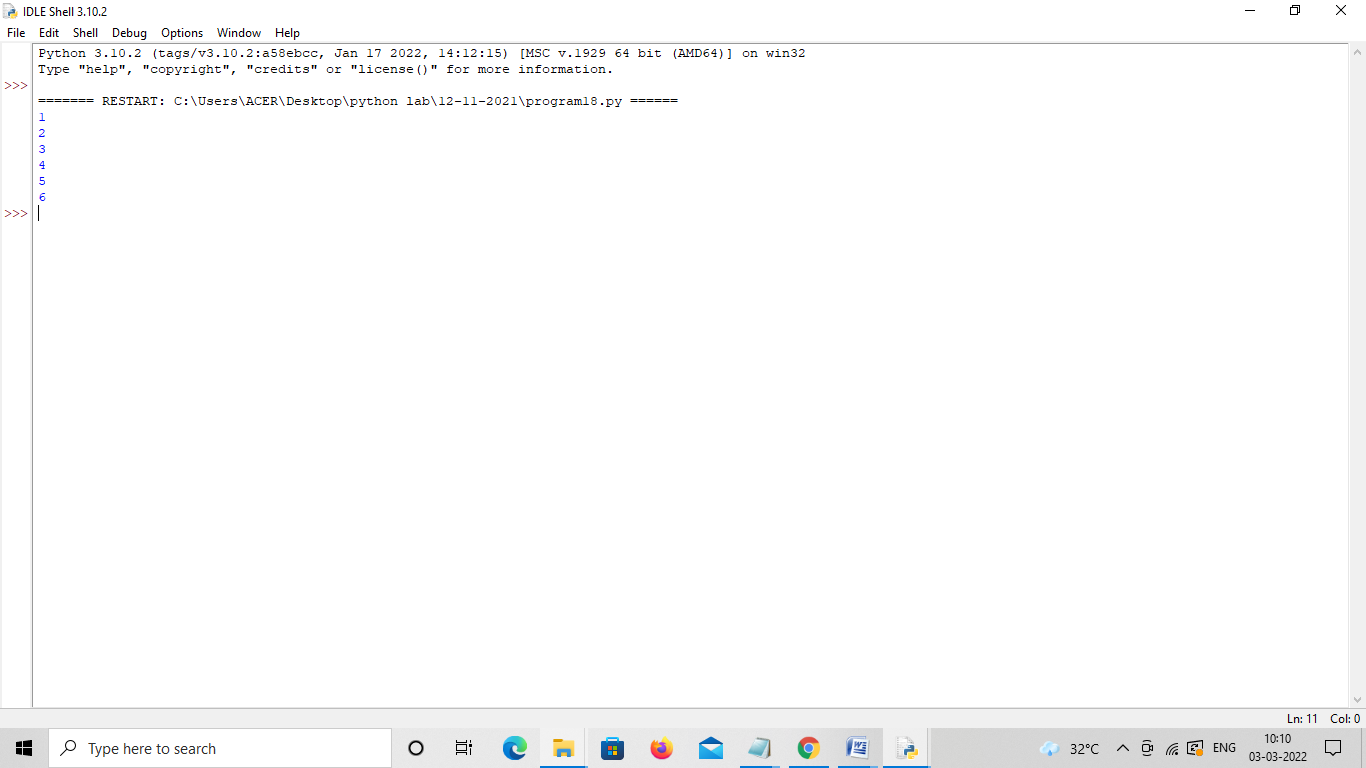 IDLE Shell 3.10.2
File Edit Shell Debug Options Window Help
Python 3.10.2 (tags/v3.10.2:a58ebcc, Jan 17 2022, 14:12:15) [MSC v.1929 64 bit (AMD64)] on win32
Type "help", "copyright", "credits" or "license()" for more information.
>>>
======= RESTART: C:\Users\ACER\Desktop\python lab\12-11-2021\program18.py ======
1
2
3
4
5
6
>>>
Ln: 11 Col: 0
Type here to search
32°C ENG 10:10
03-03-2022